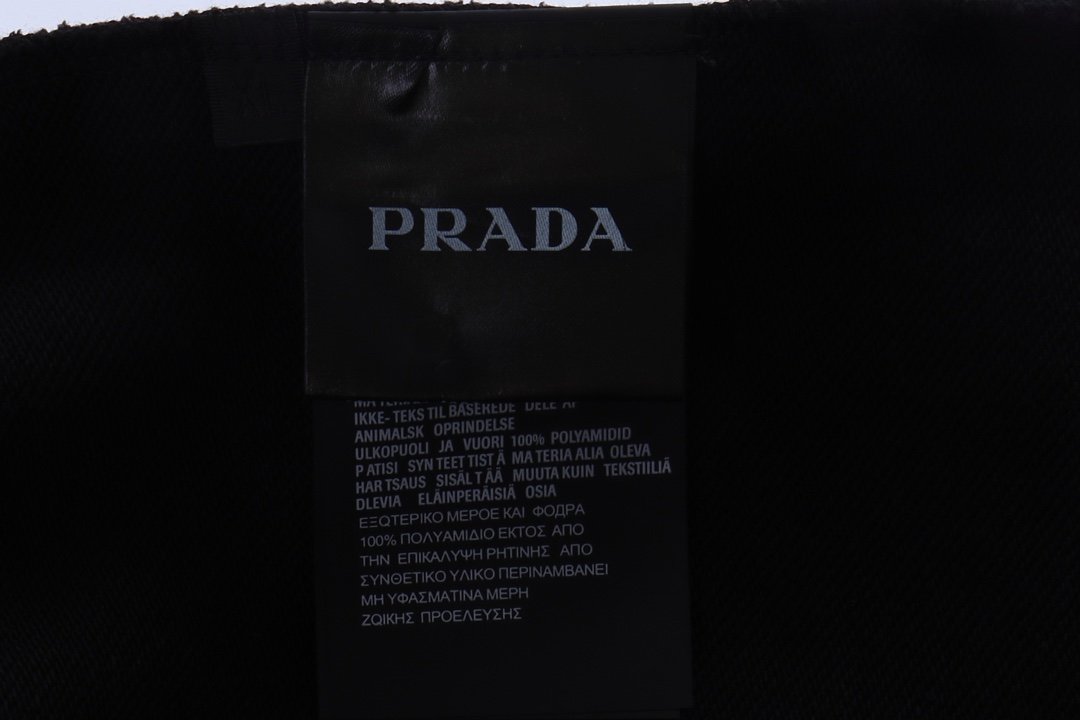 PRADA
IKKE- TEKS TIL BASEREDE DELE AF
ANIMALSK OPRINDELSE
ULKOPUOLI JA VUORI 100% POLYAMIDID
P ATISI SYN TEET TIST Ä MA TERIA ALIA OLEVA
HAR TSAUS SISÄL T ÄÄ MUUTA KUIN TEKSTIILIÄ
DLEVIA ELÄINPERÄISIÄ OSIA
ΕΞΩΤΕΡΙΚΟ ΜΕΡΟΕ ΚΑΙ ΦΟΔΡΑ
100% ΠΟΛΥΑΜΙΔΙΟ ΕΚΤΟΣ ΑΠΟ
ΤΗΝ ΕΠΙΚΑΛΥΨΗ ΡΗΤΙΝΗΣ ΑΠΟ
ΣΥΝΘΕΤΙΚΟ ΥΛΙΚΟ ΠΕΡΙΝΑΜΒΑΝΕΙ
ΜΗ ΥΦΑΣΜΑΤΙΝΑ ΜΕΡΗ
ΖΩΙΚΗΣ ΠΡΟΕΛΕΥΣΗΣ